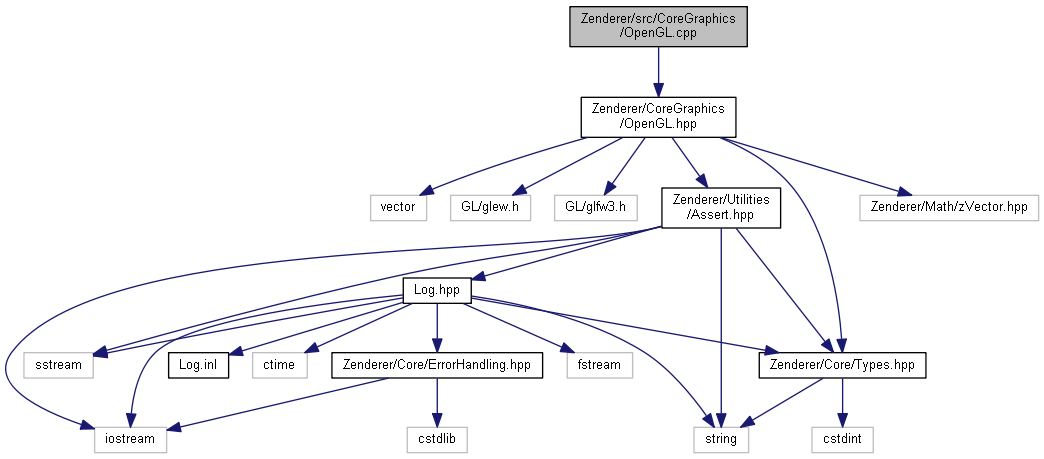 Zenderer/src/CoreGraphics
/OpenGL.cpp
Zenderer/CoreGraphics
/OpenGL.hpp
vector
GL/glew.h
GL/glfw3.h
Zenderer/Utilities
/Assert.hpp
Zenderer/Math/zVector.hpp
Log.hpp
sstream
Log.inl
ctime
Zenderer/Core/ErrorHandling.hpp
fstream
Zenderer/Core/Types.hpp
iostream
cstdlib
string
cstdint